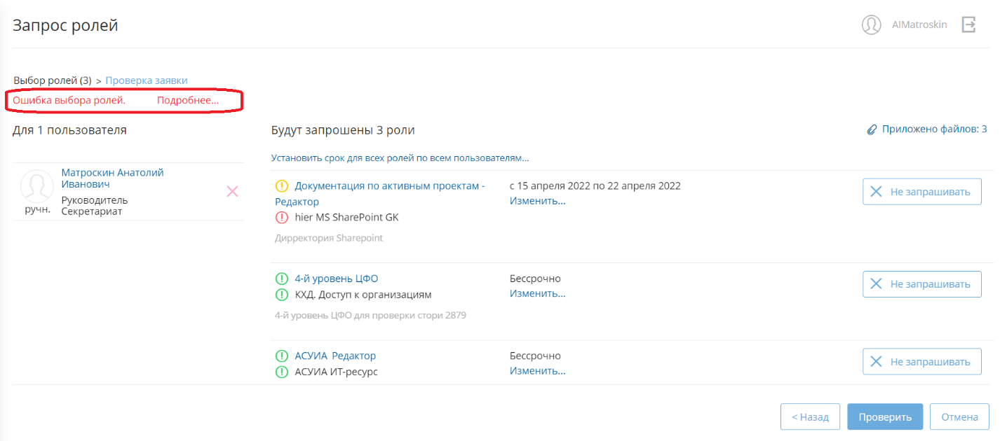 Запрос ролей
AIMatroskin
Выбор ролей (3) > Проверка заявки
Ошибка выбора ролей. Подробнее...
Для 1 пользователя
Будут запрошены 3 роли
Приложено файлов: 3
Установить срок для всех ролей по всем пользователям...
Матроскин Анатолий
Иванович
Руководитель
Секретариат
ручн.
Документация по активным проектам -
Редактор
hier MS SharePoint GK
Дирректория Sharepoint
с 15 апреля 2022 по 22 апреля 2022
Изменить...
Не запрашивать
4-й уровень ЦФО
КХД. Доступ к организациям
4-й уровень ЦФО для проверки стори 2879
Бессрочно
Изменить...
Не запрашивать
АСУИА Редактор
АСУИА ИТ-ресурс
Бессрочно
Изменить...
Не запрашивать
< Назад
Проверить
Отмена